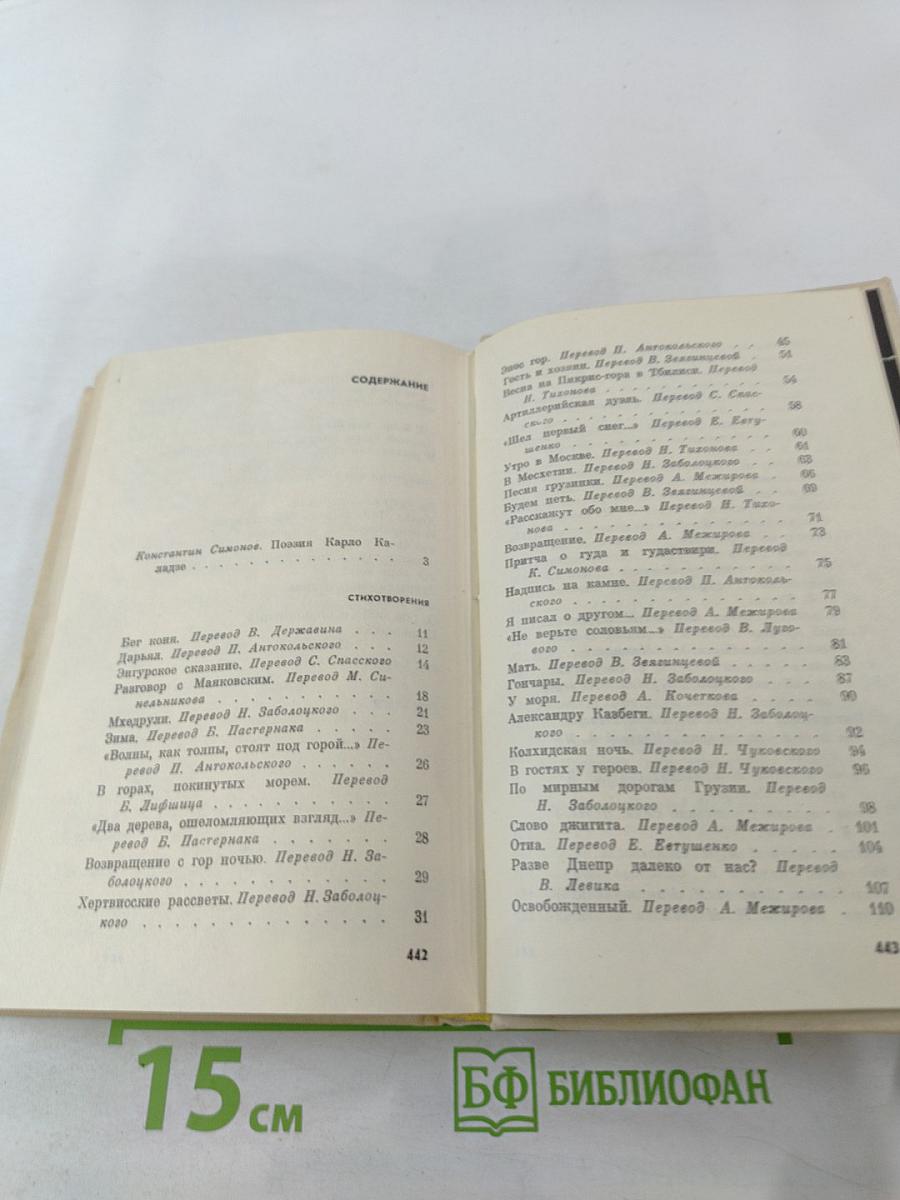 СОДЕРЖАНИЕ
Константин Симонов. Поэзия Карло Ка-
ладзе . . . . . . . . . . . . . . 3
СТИХОТВОРЕНИЯ
Бег коня. Перевод В. Державина . . . 11
Дарьял. Перевод П. Антокольского . . . 12
Энгурское сказание. Перевод С. Спасского 14
Разговор с Маяковским. Перевод М. Си-
нельникова . . . . . . . . . . . 18
Мхедрули. Перевод Н. Заболоцкого . . . 21
Зима. Перевод Б. Пастернака . . . . 23
«Волны, как толпы, стоят под горой...» Пе-
ревод П. Антокольского . . . . . . 26
В горах, покинутых морем. Перевод
Б. Лифшица . . . . . . . . . . . 27
«Два дерева, ошеломляющих взгляд...» Пе-
ревод Б. Пастернака . . . . . . . 28
Возвращение с гор ночью. Перевод Н. За-
болоцкого . . . . . . . . . . . . 29
Хертвисские рассветы. Перевод Н. Заболоц-
кого . . . . . . . . . . . . . . 31
442
Эпос гор. Перевод П. Антокольского . . 45
Гость и хозяин. Перевод В. Звягинцевой . 51
Весна на Пикрис-гора в Тбилиси. Перевод
Н. Тихонова . . . . . . . . . . . 54
Артиллерийская дуэль. Перевод С. Спас-
ского . . . . . . . . . . . . . . 58
«Шел первый снег...» Перевод Е. Евту-
шенко . . . . . . . . . . . . . 60
Утро в Москве. Перевод Н. Тихонова . . 61
В Месхетии. Перевод Н. Заболоцкого . . 63
Песня грузинки. Перевод А. Межирова . 66
Будем петь. Перевод В. Звягинцевой . . 69
«Расскажут обо мне...» Перевод Н. Тихо-
нова . . . . . . . . . . . . . . 71
Возвращение. Перевод А. Межирова . . 73
Притча о гуда и гудаствири. Перевод
К. Симонова . . . . . . . . . . . 75
Надпись на камне. Перевод П. Антоколь-
ского . . . . . . . . . . . . . . 77
Я писал о другом... Перевод А. Межирова 79
«Не верьте соловьям...» Перевод В. Луго-
вого . . . . . . . . . . . . . . 81
Мать. Перевод В. Звягинцевой . . . . . 83
Гончары. Перевод Н. Заболоцкого . . . 87
У моря. Перевод А. Кочеткова . . . . 90
Александру Казбеги. Перевод Н. Заболоц-
кого . . . . . . . . . . . . . . 92
Колхидская ночь. Перевод Н. Чуковского 94
В гостях у героев. Перевод Н. Чуковского 96
По мирным дорогам Грузии. Перевод
Н. Заболоцкого . . . . . . . . . 98
Слово джигита. Перевод А. Межирова . 101
Отиа. Перевод Е. Евтушенко . . . . . 104
Разве Днепр далеко от нас? Перевод
В. Левика . . . . . . . . . . . 107
Освобожденный. Перевод А. Межирова . 110
443
15 см
БФ БИБЛИОФАН